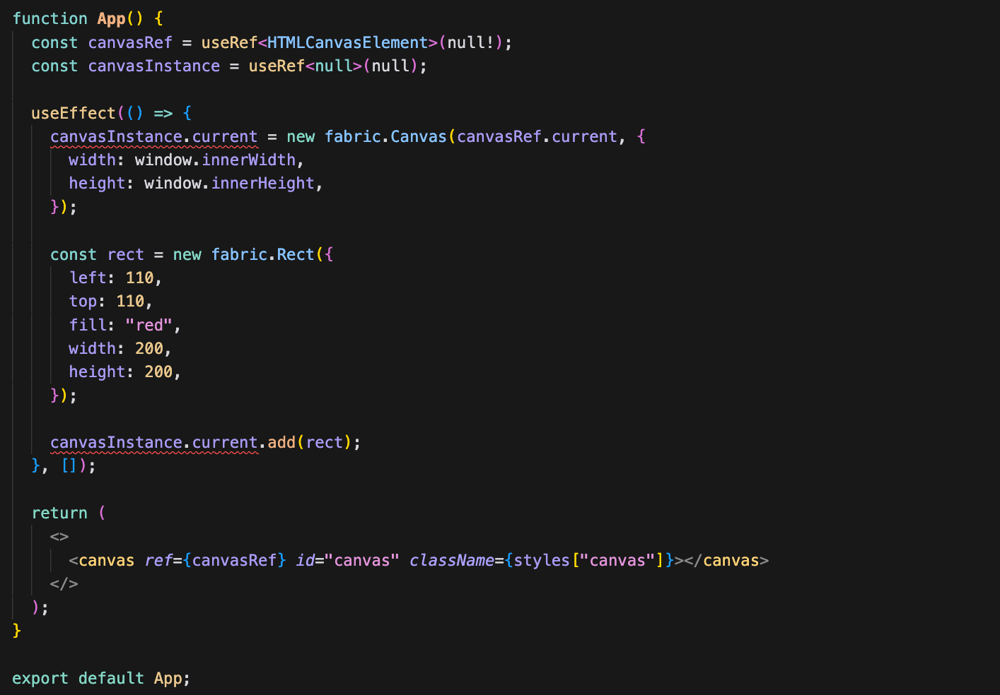 function App() {
  const canvasRef = useRef<HTMLCanvasElement>(null!);
  const canvasInstance = useRef<null>(null);

  useEffect(() => {
    canvasInstance.current = new fabric.Canvas(canvasRef.current, {
      width: window.innerWidth,
      height: window.innerHeight,
    });

    const rect = new fabric.Rect({
      left: 110,
      top: 110,
      fill: "red",
      width: 200,
      height: 200,
    });

    canvasInstance.current.add(rect);
  }, []);

  return (
    <>
      <canvas ref={canvasRef} id="canvas" className={styles["canvas"]}></canvas>
    </>
  );
}

export default App;